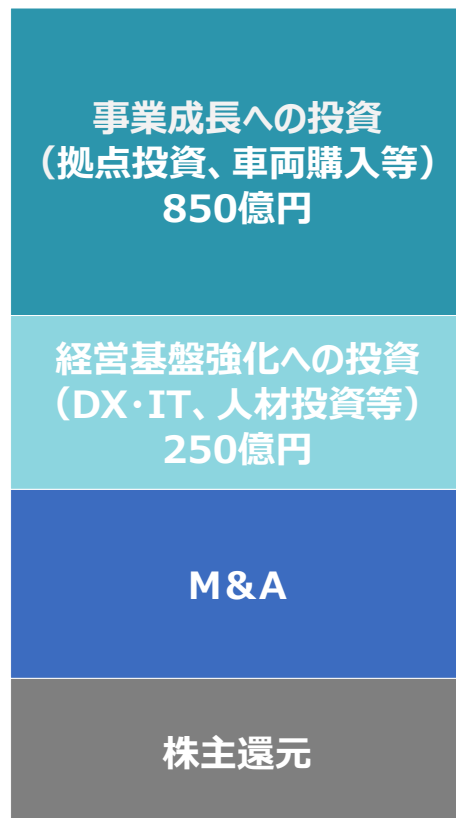 事業成長への投資
（拠点投資、車両購入等）
850億円
経営基盤強化への投資
（DX・IT、人材投資等）
250億円
M&A
株主還元